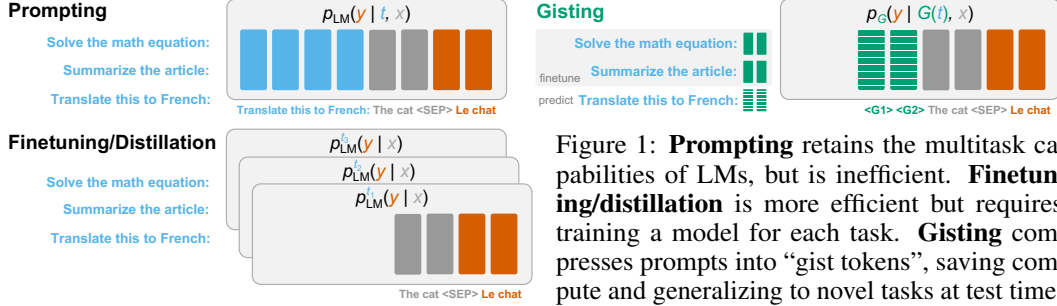 Prompting
p_LM(y | t, x)
Solve the math equation:
Summarize the article:
Translate this to French:
Translate this to French: The cat <SEP> Le chat
Gisting
p_G(y | G(t), x)
Solve the math equation:
finetune Summarize the article:
predict Translate this to French:
<G1> <G2> The cat <SEP> Le chat
Finetuning/Distillation
p_LM^t₃(y | x)
p_LM^t₂(y | x)
p_LM^t₁(y | x)
Solve the math equation:
Summarize the article:
Translate this to French:
The cat <SEP> Le chat
Figure 1: Prompting retains the multitask ca-
pabilities of LMs, but is inefficient. Finetun-
ing/distillation is more efficient but requires
training a model for each task. Gisting com-
presses prompts into “gist tokens”, saving com-
pute and generalizing to novel tasks at test time.